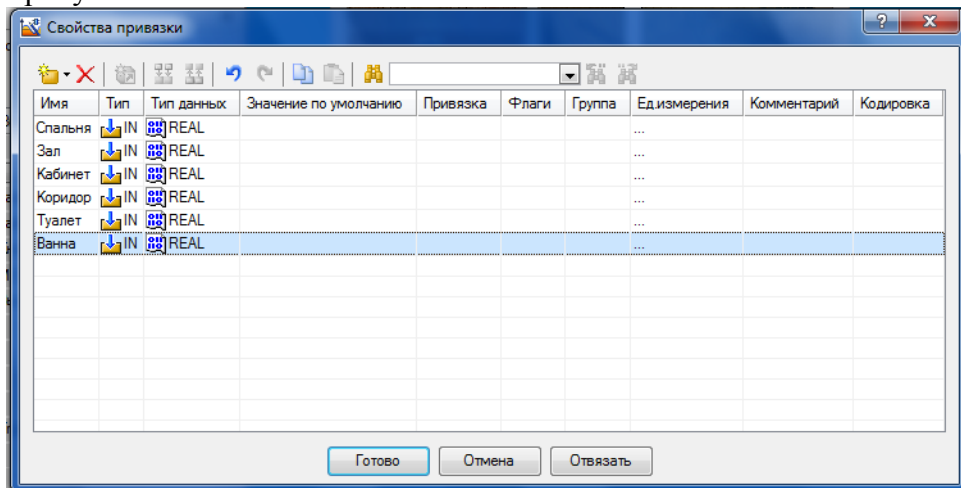 Свойства привязки
Имя Тип Тип данных Значение по умолчанию Привязка Флаги Группа Ед.измерения Комментарий Кодировка
Спальня IN REAL ...
Зал IN REAL ...
Кабинет IN REAL ...
Коридор IN REAL ...
Туалет IN REAL ...
Ванна IN REAL ...
Готово Отмена Отвязать